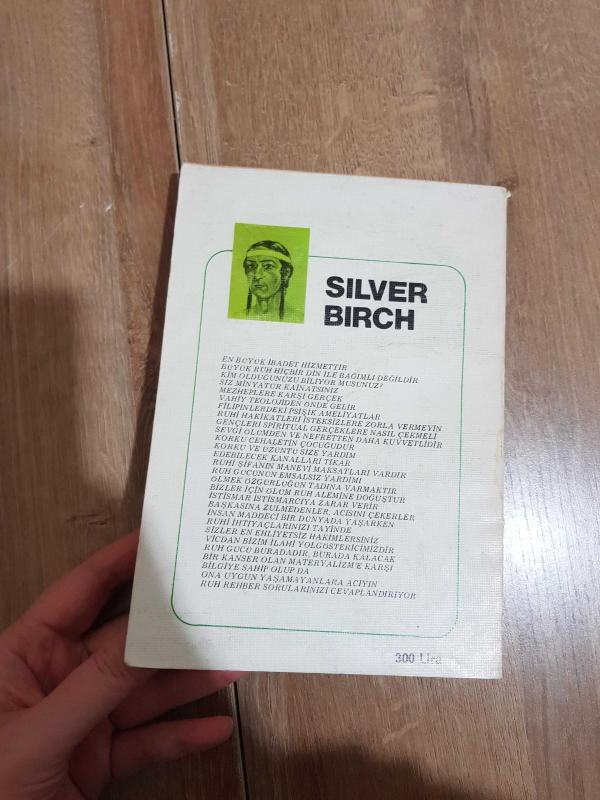 SILVER
BIRCH
EN BÜYÜK İBADET HİZMETTİR
BÜYÜK RUH HİÇBİR DİN İLE BAĞIMLI DEĞİLDİR
KİM OLDUĞUNUZU BİLİYOR MUSUNUZ?
SİZ MİNYATÜR KAİNATSINIZ
MEZHEPLERE KARŞI GERÇEK
VAHİY TEOLOJİDEN ÖNDE GELİR
FİLİPİNLERDEKİ PSİŞİK AMELİYATLAR
RUHİ HAKİKATLERİ İSTEKSİZLERE ZORLA VERMEYİN
GENÇLERİ SPİRİTUAL GERÇEKLERE NASIL ÇEKMELİ
SEVGİ ÖLÜMDEN VE NEFRETTEN DAHA KUVVETLİDİR
KORKU CEHALETİN ÇOCUĞUDUR
KORKU VE ÜZÜNTÜ SİZE YARDIM
EDEBİLECEK KANALLARI TIKAR
RUHİ ŞİFANIN MANEVİ MAKSATLARI VARDIR
RUH GÜCÜNÜN EMSALSİZ YARDIMI
ÖLMEK ÖZGÜRLÜĞÜN TADINA VARMAKTIR
BİZLER İÇİN ÖLÜM RUH ALEMİNE DOĞUŞTUR
İSTİSMAR İSTİSMARCIYA ZARAR VERİR
BAŞKASINA ZULMEDENLER, ACISINI ÇEKERLER
İNSAN MADDECİ BİR DÜNYADA YAŞARKEN
RUHİ İHTİYAÇLARINIZI TAYİNDE
SİZLER EN EHLİYETSİZ HAKİMLERSİNİZ
VİCDAN BİZİM İLAHİ YOLGÖSTERİCİMİZDİR
RUH GÜCÜ BURADADIR, BURADA KALACAK
BİR KANSER OLAN MATERYALİZM'E KARŞI
BİLGİYE SAHİP OLUP DA
ONA UYGUN YAŞAMAYANLARA ACIYIN
RUH REHBER SORULARINIZI CEVAPLANDIRIYOR
300 Lira